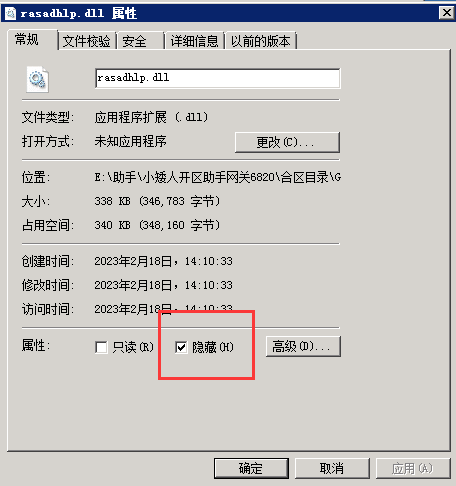 rasadhlp.dll 属性
常规 文件校验 安全 详细信息 以前的版本
rasadhlp.dll
文件类型: 应用程序扩展 (.dll)
打开方式: 未知应用程序 更改(C)...
位置: E:\助手\小矮人开区助手网关6820\合区目录\G
大小: 338 KB (346,783 字节)
占用空间: 340 KB (348,160 字节)
创建时间: 2023年2月18日，14:10:33
修改时间: 2023年2月18日，14:10:33
访问时间: 2023年2月18日，14:10:33
属性: 只读(R) 隐藏(H) 高级(D)...
确定 取消 应用(A)